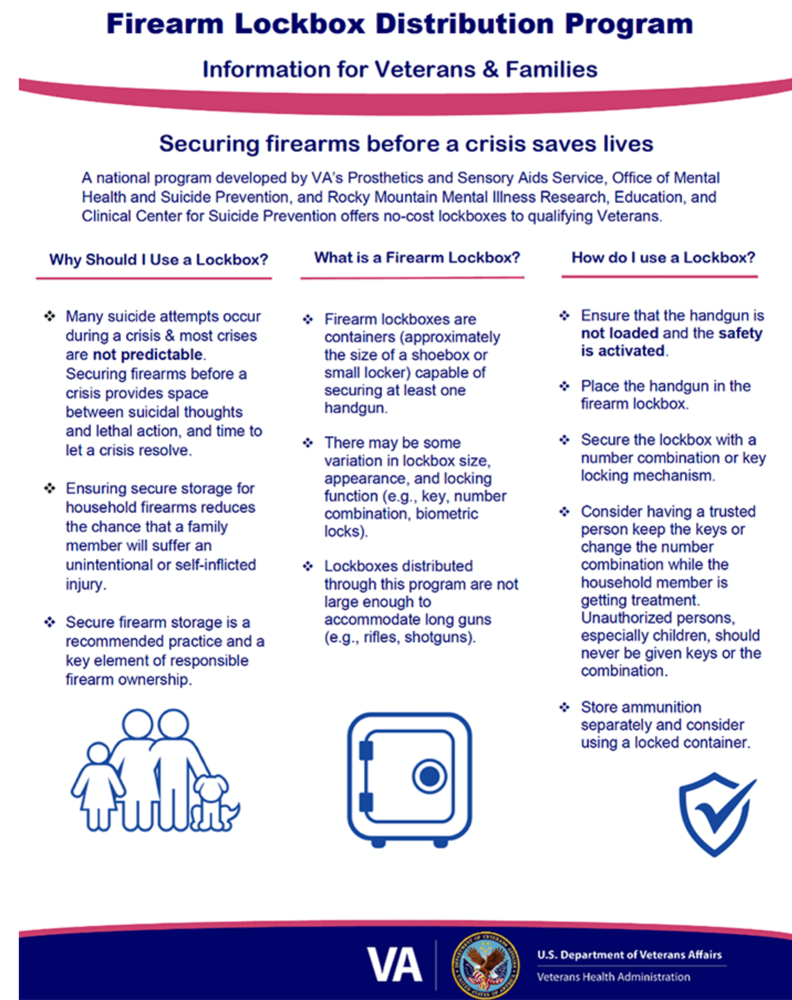 Firearm Lockbox Distribution Program
Information for Veterans & Families
Securing firearms before a crisis saves lives
A national program developed by VA's Prosthetics and Sensory Aids Service, Office of Mental
Health and Suicide Prevention, and Rocky Mountain Mental Illness Research, Education, and
Clinical Center for Suicide Prevention offers no-cost lockboxes to qualifying Veterans.
Why Should I Use a Lockbox?
❖ Many suicide attempts occur
during a crisis & most crises
are not predictable.
Securing firearms before a
crisis provides space
between suicidal thoughts
and lethal action, and time to
let a crisis resolve.
❖ Ensuring secure storage for
household firearms reduces
the chance that a family
member will suffer an
unintentional or self-inflicted
injury.
❖ Secure firearm storage is a
recommended practice and a
key element of responsible
firearm ownership.
What is a Firearm Lockbox?
❖ Firearm lockboxes are
containers (approximately
the size of a shoebox or
small locker) capable of
securing at least one
handgun.
❖ There may be some
variation in lockbox size,
appearance, and locking
function (e.g., key, number
combination, biometric
locks).
❖ Lockboxes distributed
through this program are not
large enough to
accommodate long guns
(e.g., rifles, shotguns).
How do I use a Lockbox?
❖ Ensure that the handgun is
not loaded and the safety
is activated.
❖ Place the handgun in the
firearm lockbox.
❖ Secure the lockbox with a
number combination or key
locking mechanism.
❖ Consider having a trusted
person keep the keys or
change the number
combination while the
household member is
getting treatment.
Unauthorized persons,
especially children, should
never be given keys or the
combination.
❖ Store ammunition
separately and consider
using a locked container.
VA
DEPARTMENT OF VETERANS AFFAIRS
UNITED STATES OF AMERICA
U.S. Department of Veterans Affairs
Veterans Health Administration